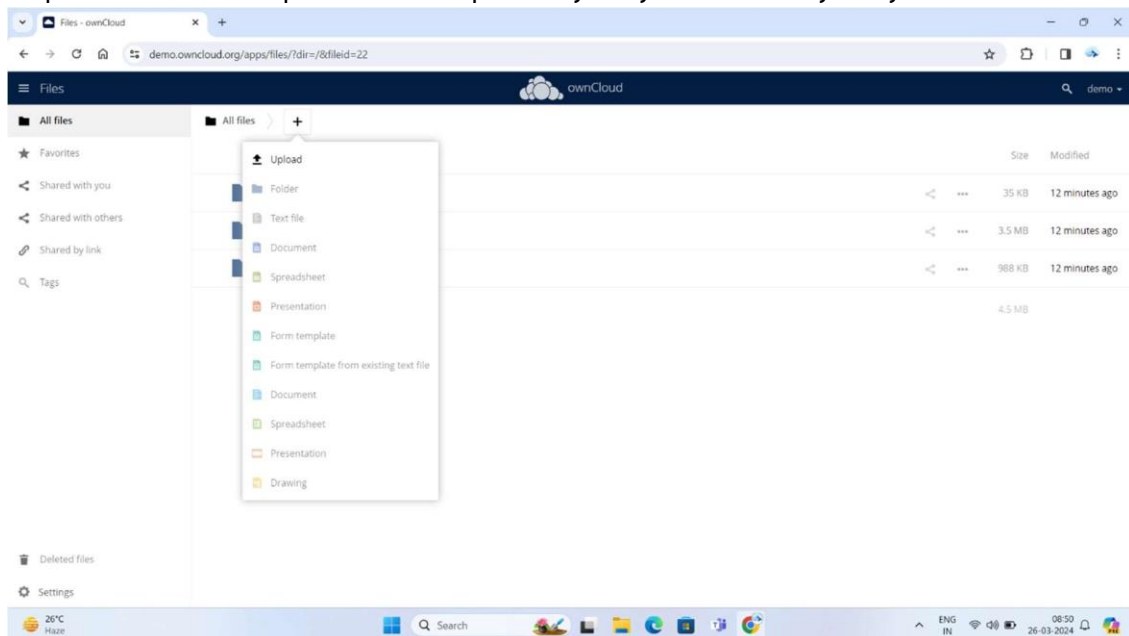 Files - ownCloud
demo.owncloud.org/apps/files/?dir=/&fileid=22
Files
ownCloud
demo
All files
All files
+
Favorites
Upload
Size
Modified
Shared with you
Folder
35 KB
12 minutes ago
Shared with others
Text file
3.5 MB
12 minutes ago
Shared by link
Document
Tags
Spreadsheet
988 KB
12 minutes ago
Presentation
4.5 MB
Form template
Form template from existing text file
Document
Spreadsheet
Presentation
Drawing
Deleted files
Settings
26°C
Haze
Search
ENG
IN
08:50
26-03-2024